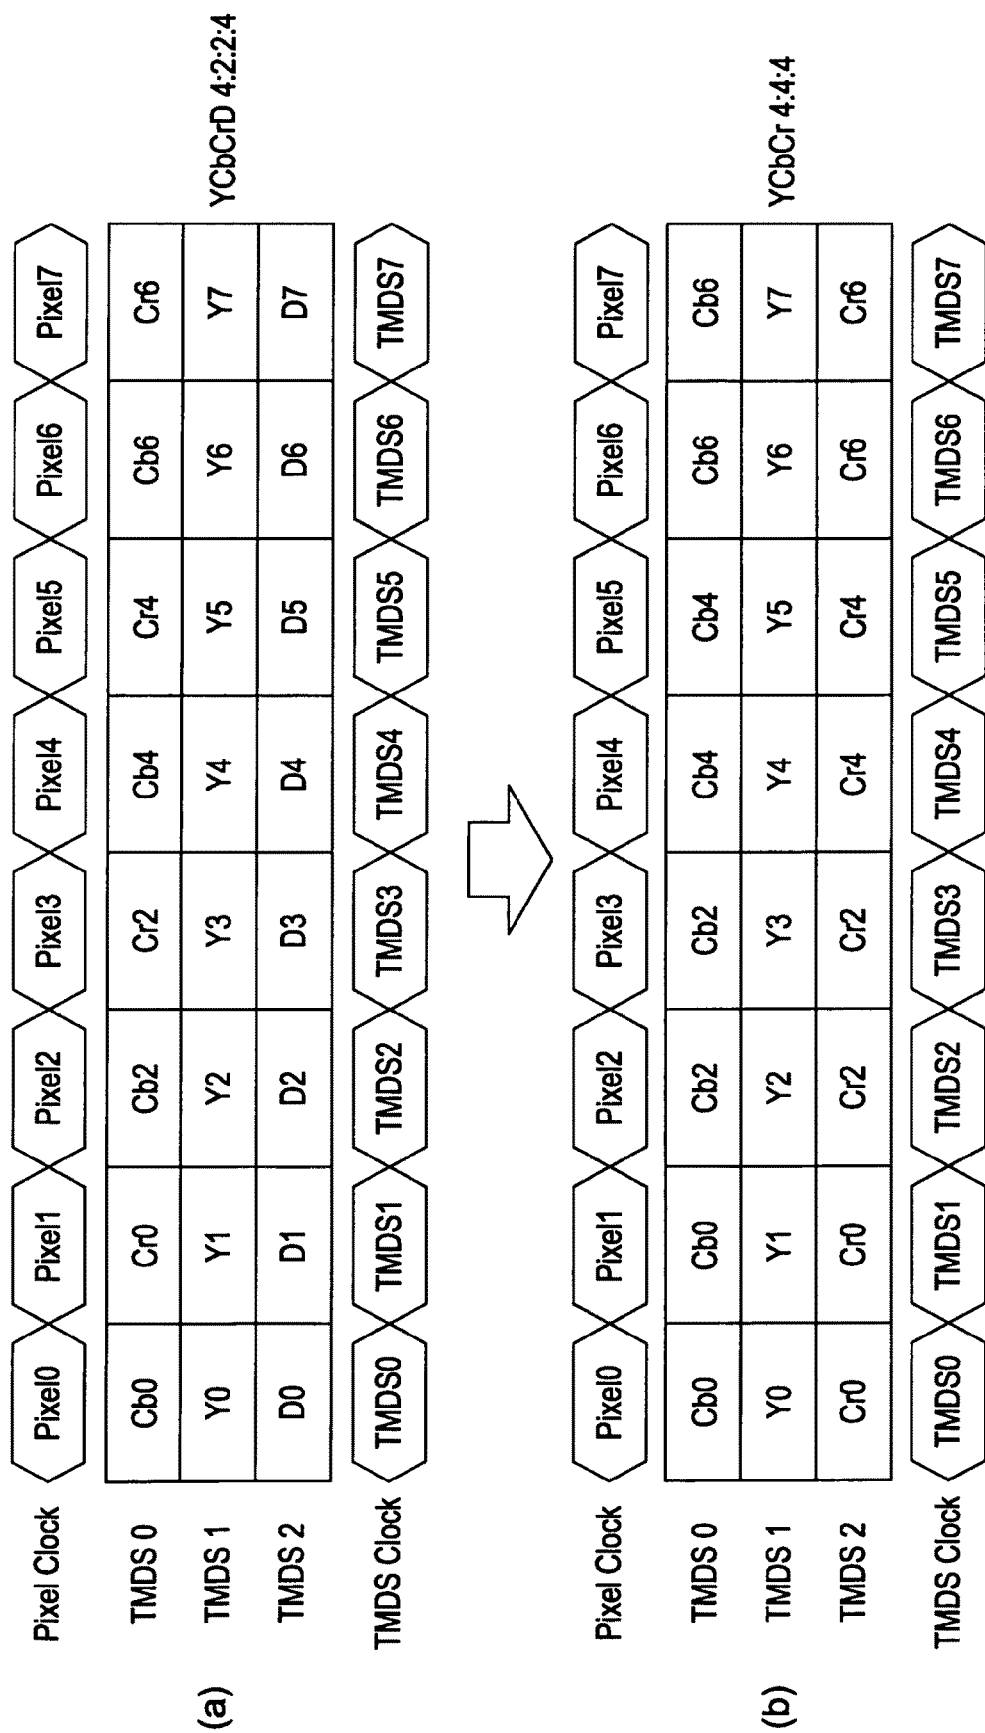 Pixel Clock Pixel0 Pixel1 Pixel2 Pixel3 Pixel4 Pixel5 Pixel6 Pixel7
TMDS 0 Cb0 Cr0 Cb2 Cr2 Cb4 Cr4 Cb6 Cr6
(a) TMDS 1 Y0 Y1 Y2 Y3 Y4 Y5 Y6 Y7 YCbCrD 4:2:2:4
TMDS 2 D0 D1 D2 D3 D4 D5 D6 D7
TMDS Clock TMDS0 TMDS1 TMDS2 TMDS3 TMDS4 TMDS5 TMDS6 TMDS7
Pixel Clock Pixel0 Pixel1 Pixel2 Pixel3 Pixel4 Pixel5 Pixel6 Pixel7
TMDS 0 Cb0 Cb0 Cb2 Cb2 Cb4 Cb4 Cb6 Cb6
(b) TMDS 1 Y0 Y1 Y2 Y3 Y4 Y5 Y6 Y7 YCbCr 4:4:4
TMDS 2 Cr0 Cr0 Cr2 Cr2 Cr4 Cr4 Cr6 Cr6
TMDS Clock TMDS0 TMDS1 TMDS2 TMDS3 TMDS4 TMDS5 TMDS6 TMDS7